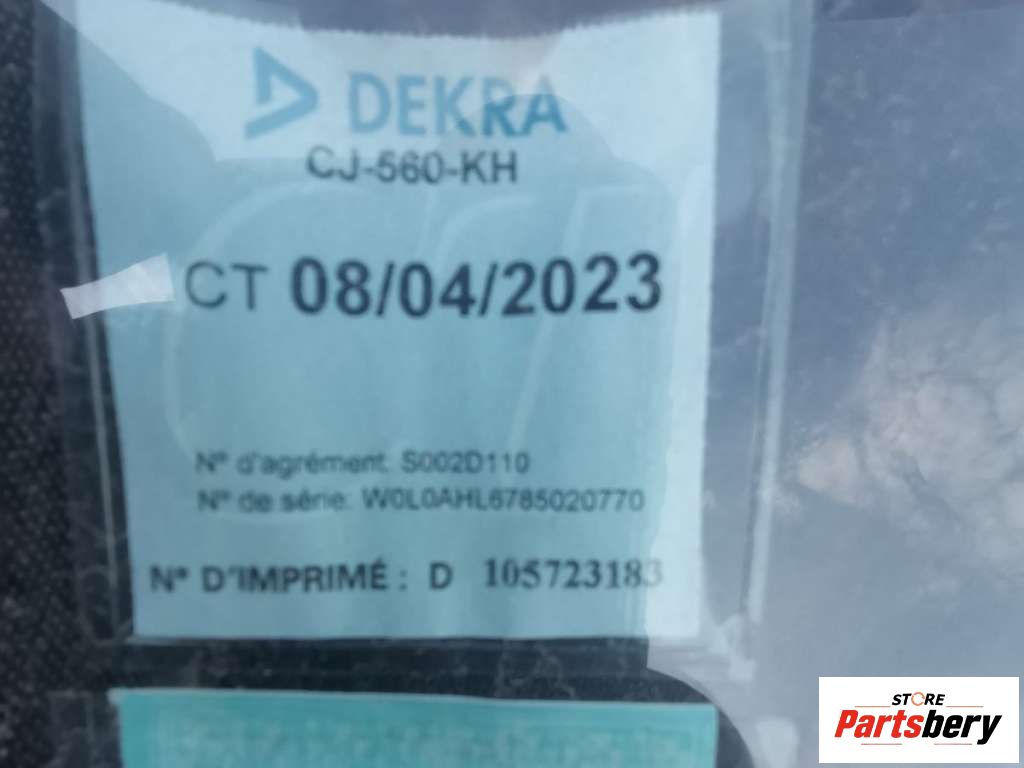 DEKRA
CJ-560-KH
CT 08/04/2023
N° d'agrément. S002D110
N° de série: W0L0AHL6785020770
N° D'IMPRIMÉ : D 105723183
STORE
Partsbery